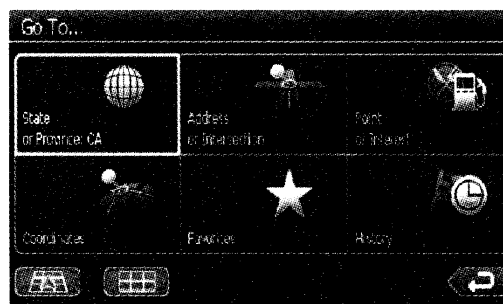 Go To...
State
or Province: CA
Address
or Intersection
Point
of Interest
Coordinates
Favorites
History